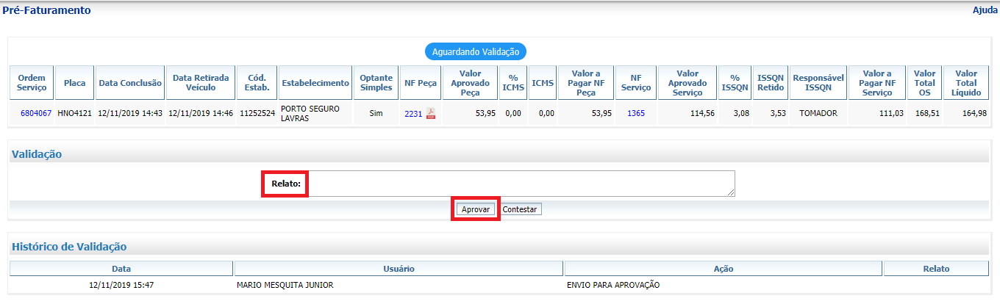 Pré-Faturamento Ajuda
Aguardando Validação
Ordem Serviço Placa Data Conclusão Data Retirada Veículo Cód. Estab. Estabelecimento Optante Simples NF Peça Valor Aprovado Peça % ICMS ICMS Valor a Pagar NF Peça NF Serviço Valor Aprovado Serviço % ISSQN ISSQN Retido Responsável ISSQN Valor a Pagar NF Serviço Valor Total OS Valor Total Líquido
6804067 HNO4121 12/11/2019 14:43 12/11/2019 14:46 11252524 PORTO SEGURO LAVRAS Sim 2231 53,95 0,00 0,00 53,95 1365 114,56 3,08 3,53 TOMADOR 111,03 168,51 164,98
Validação
Relato:
Aprovar Contestar
Histórico de Validação
Data Usuário Ação Relato
12/11/2019 15:47 MARIO MESQUITA JUNIOR ENVIO PARA APROVAÇÃO